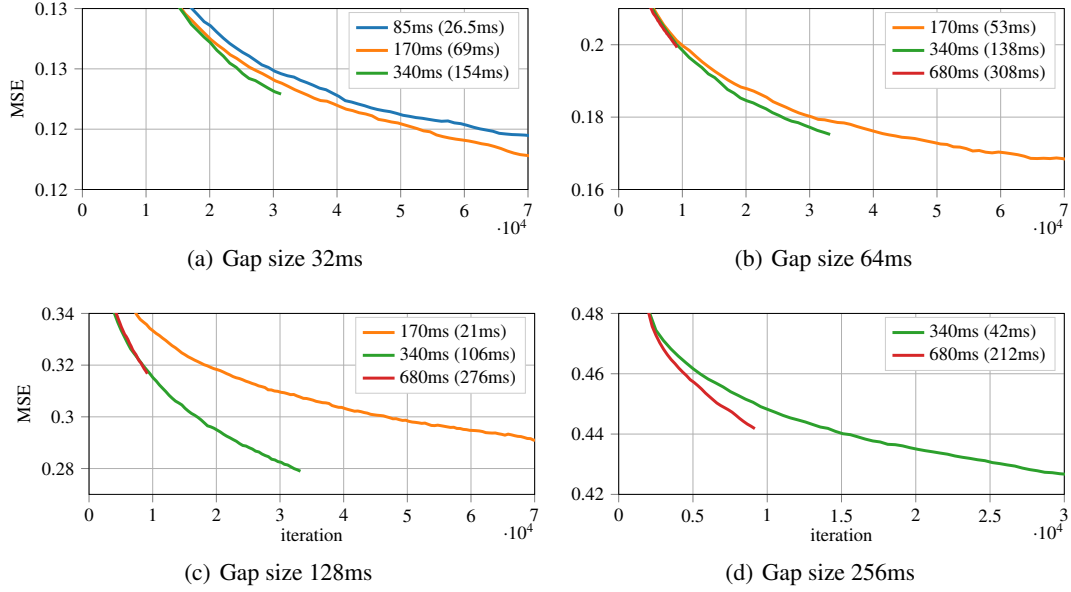 0.13
0.13
0.12
0.12
MSE
85ms (26.5ms)
170ms (69ms)
340ms (154ms)
0 1 2 3 4 5 6 7
·10⁴
(a) Gap size 32ms
0.2
0.18
0.16
170ms (53ms)
340ms (138ms)
680ms (308ms)
0 1 2 3 4 5 6 7
·10⁴
(b) Gap size 64ms
0.34
0.32
0.3
0.28
MSE
170ms (21ms)
340ms (106ms)
680ms (276ms)
0 1 2 3 4 5 6 7
·10⁴
iteration
(c) Gap size 128ms
0.48
0.46
0.44
0.42
340ms (42ms)
680ms (212ms)
0 0.5 1 1.5 2 2.5 3
·10⁴
iteration
(d) Gap size 256ms